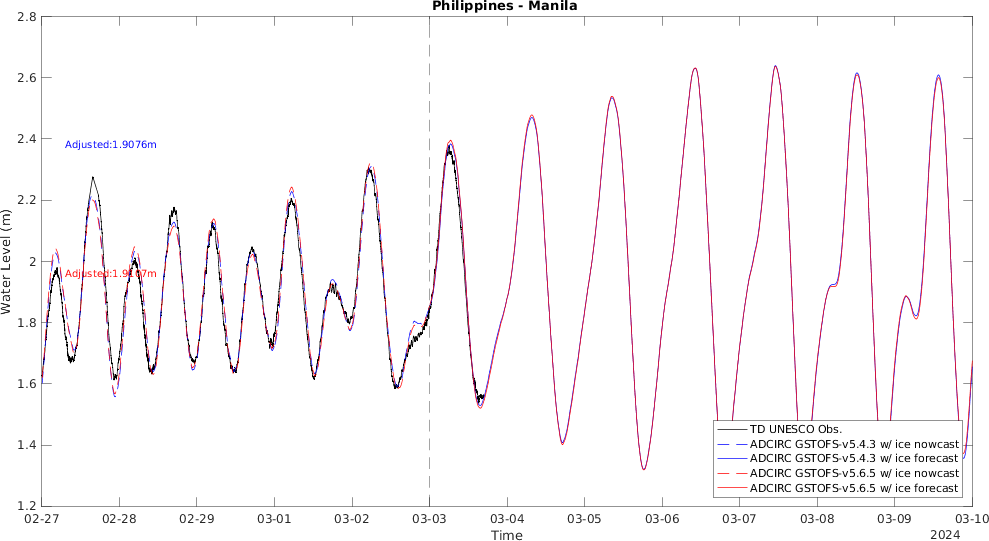 Philippines - Manila
2.8
2.6
2.4
2.2
2
1.8
1.6
1.4
1.2
Water Level (m)
Adjusted:1.9076m
02-27
02-28
02-29
03-01
03-02
03-03
03-04
03-05
03-06
03-07
03-08
03-09
03-10
Time
2024
TD UNESCO Obs.
ADCIRC GSTOFS-v5.4.3 w/ ice nowcast
ADCIRC GSTOFS-v5.4.3 w/ ice forecast
ADCIRC GSTOFS-v5.6.5 w/ ice nowcast
ADCIRC GSTOFS-v5.6.5 w/ ice forecast